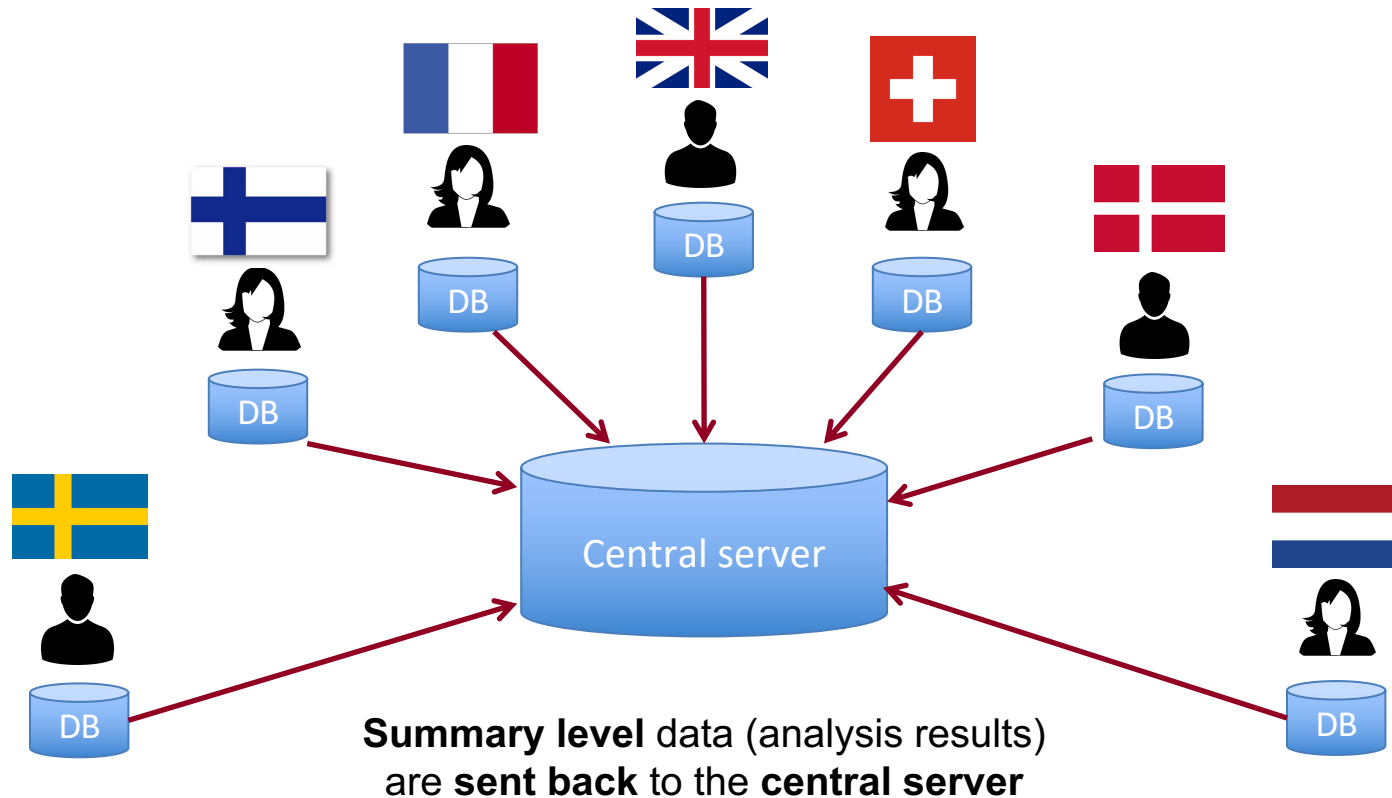 DB
DB
DB
DB
DB
DB
DB
Central server
Summary level data (analysis results)
are sent back to the central server